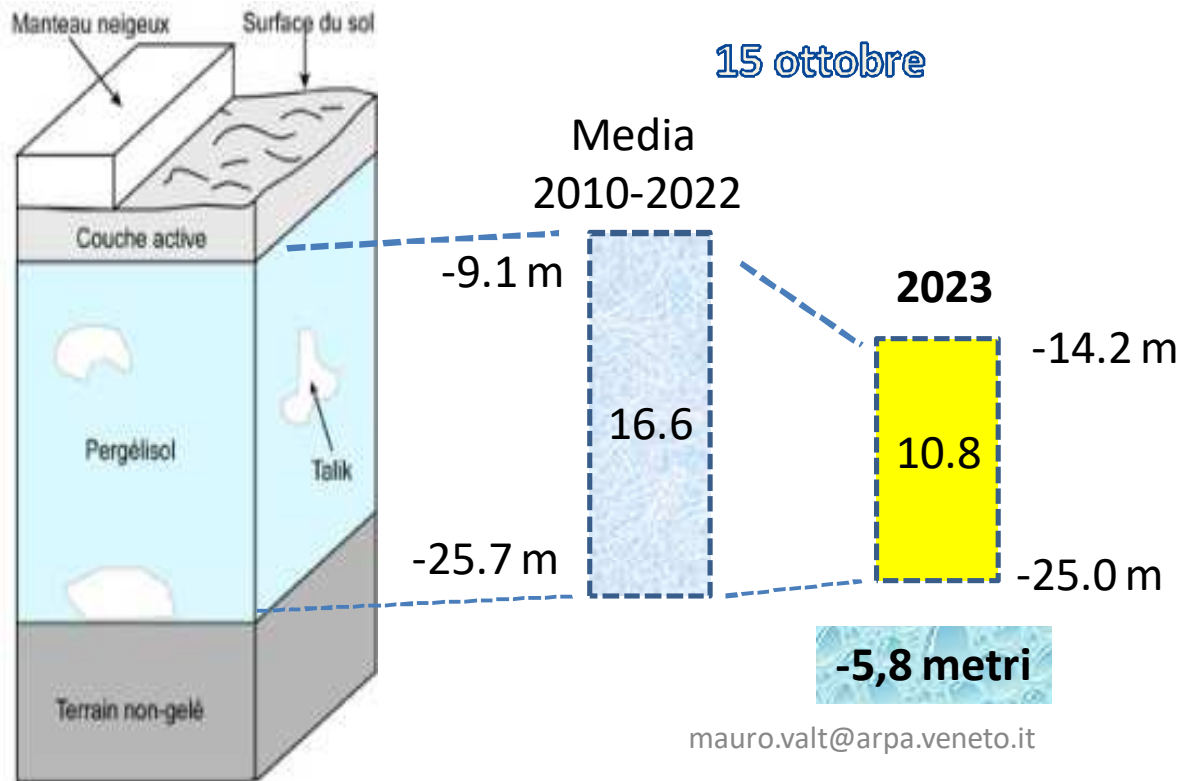 Manteau neigeux
Surface du sol
Couche active
Pergélisol
Talik
Terrain non-gelé
15 ottobre
Media
2010-2022
-9.1 m
16.6
-25.7 m
2023
-14.2 m
10.8
-25.0 m
-5,8 metri
mauro.valt@arpa.veneto.it